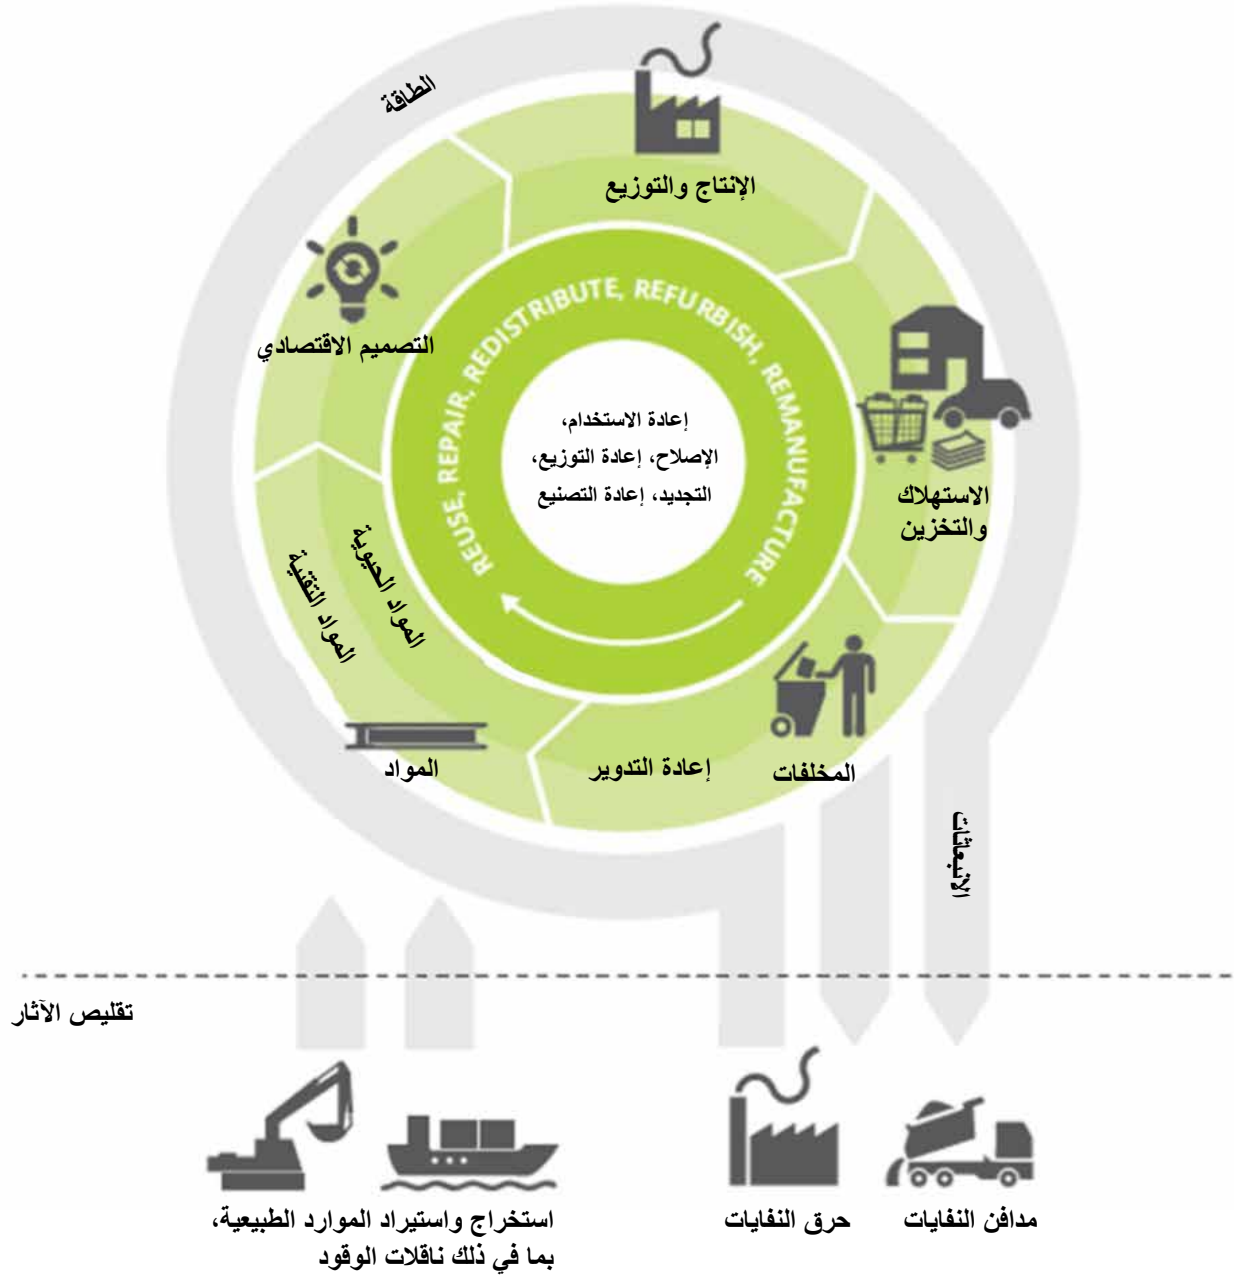 الطاقة
الإنتاج والتوزيع
التصميم الاقتصادي
REUSE, REPAIR, REDISTRIBUTE, REFURBISH, REMANUFACTURE
إعادة الاستخدام،
الإصلاح، إعادة التوزيع،
التجديد، إعادة التصنيع
الاستهلاك
والتخزين
المواد الحيوية
المواد التقنية
المواد
إعادة التدوير
المخلفات
الانبعاثات
تقليص الآثار
استخراج واستيراد الموارد الطبيعية،
بما في ذلك ناقلات الوقود
حرق النفايات
مدافن النفايات